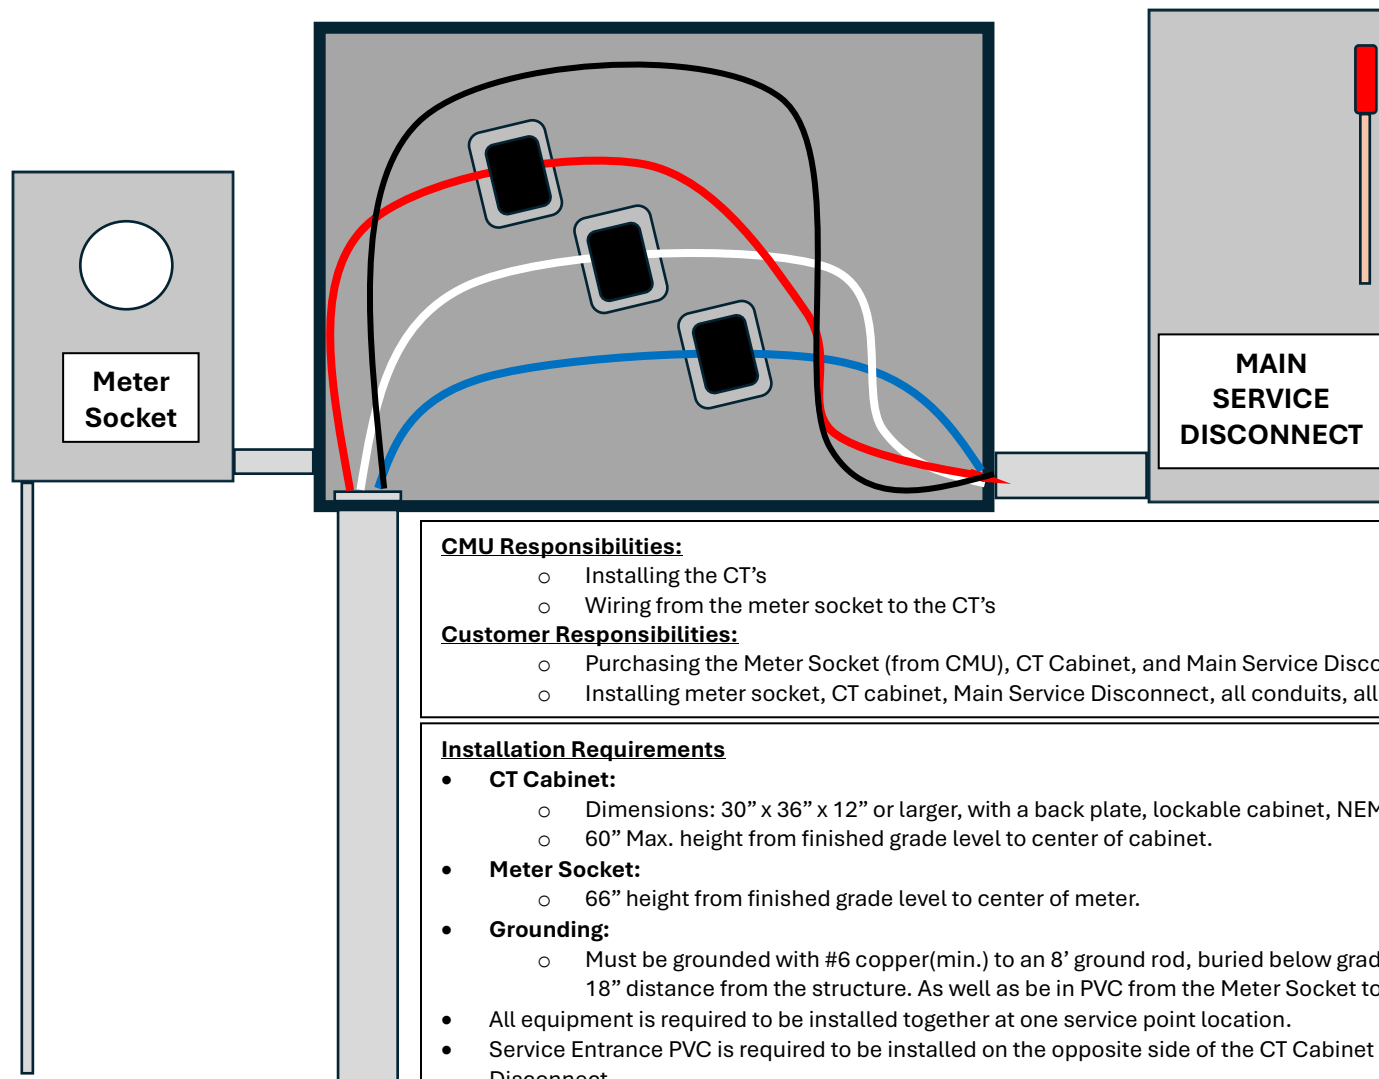 Meter
Socket
MAIN
SERVICE
DISCONNECT
CMU Responsibilities:
o Installing the CT’s
o Wiring from the meter socket to the CT’s
Customer Responsibilities:
o Purchasing the Meter Socket (from CMU), CT Cabinet, and Main Service
o Installing meter socket, CT cabinet, Main Service Disconnect, all conduits, all
Installation Requirements
• CT Cabinet:
o Dimensions: 30” x 36” x 12” or larger, with a back plate, lockable cabinet,
o 60” Max. height from finished grade level to center of cabinet.
• Meter Socket:
o 66” height from finished grade level to center of meter.
• Grounding:
o Must be grounded with #6 copper(min.) to an 8’ ground rod, buried below
18” distance from the structure. As well as be in PVC from the Meter Socket to
• All equipment is required to be installed together at one service point location.
• Service Entrance PVC is required to be installed on the opposite side of the CT Cabinet
Disconnect